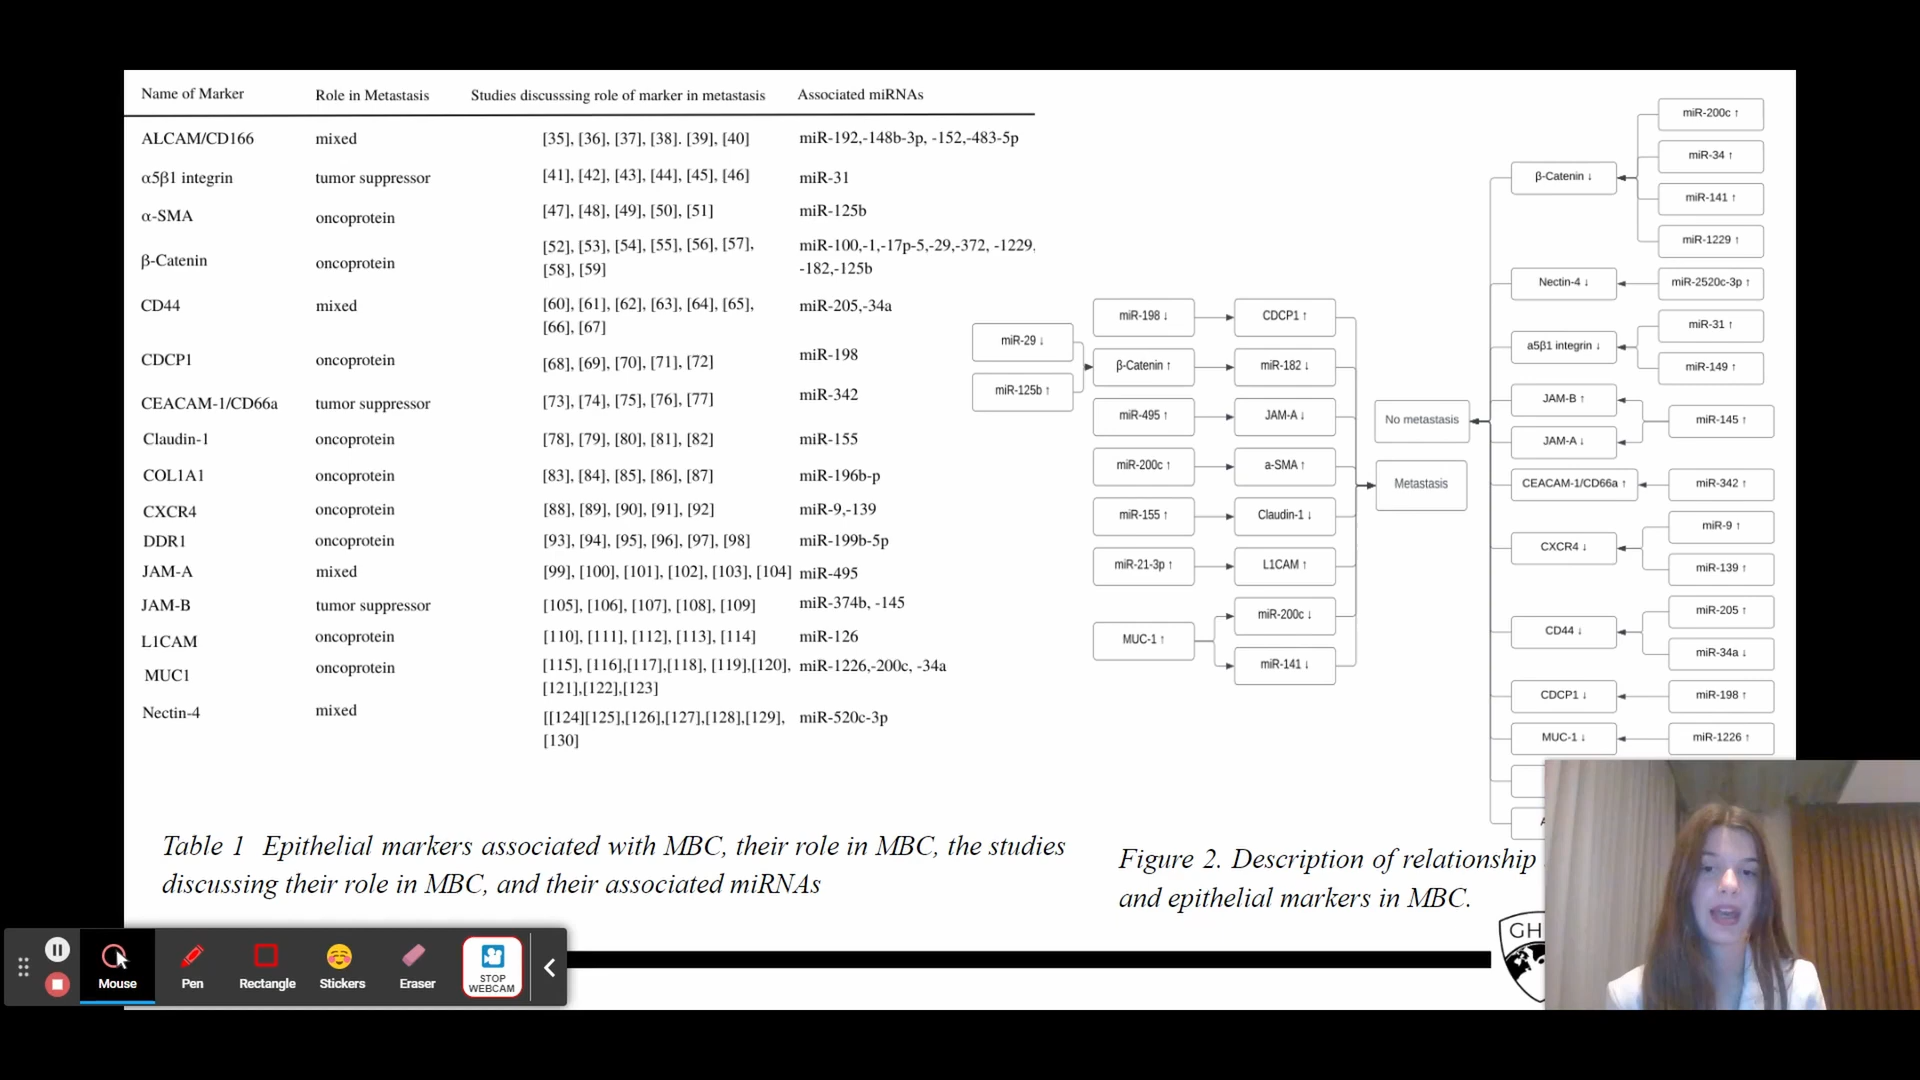 Name of Marker Role in Metastasis Studies discusssing role of marker in metastasis Associated miRNAs
ALCAM/CD166 mixed [35], [36], [37], [38]. [39], [40] miR-192,-148b-3p, -152,-483-5p
α5β1 integrin tumor suppressor [41], [42], [43], [44], [45], [46] miR-31
α-SMA oncoprotein [47], [48], [49], [50], [51] miR-125b
β-Catenin oncoprotein [52], [53], [54], [55], [56], [57], miR-100,-1,-17p-5,-29,-372, -1229,
[58], [59] -182,-125b
CD44 mixed [60], [61], [62], [63], [64], [65], miR-205,-34a
[66], [67]
CDCP1 oncoprotein [68], [69], [70], [71], [72] miR-198
CEACAM-1/CD66a tumor suppressor [73], [74], [75], [76], [77] miR-342
Claudin-1 oncoprotein [78], [79], [80], [81], [82] miR-155
COL1A1 oncoprotein [83], [84], [85], [86], [87] miR-196b-p
CXCR4 oncoprotein [88], [89], [90], [91], [92] miR-9,-139
DDR1 oncoprotein [93], [94], [95], [96], [97], [98] miR-199b-5p
JAM-A mixed [99], [100], [101], [102], [103], [104] miR-495
JAM-B tumor suppressor [105], [106], [107], [108], [109] miR-374b, -145
L1CAM oncoprotein [110], [111], [112], [113], [114] miR-126
MUC1 oncoprotein [115], [116],[117],[118], [119],[120], miR-1226,-200c, -34a
[121],[122],[123]
Nectin-4 mixed [[124][125],[126],[127],[128],[129], miR-520c-3p
[130]
Table 1 Epithelial markers associated with MBC, their role in MBC, the studies
discussing their role in MBC, and their associated miRNAs
miR-29 ↓
miR-125b ↑
miR-198 ↓ CDCP1 ↑
β-Catenin ↑ miR-182 ↓
miR-495 ↑ JAM-A ↓
miR-200c ↑ a-SMA ↑
miR-155 ↑ Claudin-1 ↓
miR-21-3p ↑ L1CAM ↑
MUC-1 ↑ miR-200c ↓
miR-141 ↓
No metastasis
Metastasis
β-Catenin ↓ miR-200c ↑
miR-34 ↑
miR-141 ↑
miR-1229 ↑
Nectin-4 ↓ miR-2520c-3p ↑
a5β1 integrin ↓ miR-31 ↑
miR-149 ↑
JAM-B ↑ miR-145 ↑
JAM-A ↓
CEACAM-1/CD66a ↑ miR-342 ↑
CXCR4 ↓ miR-9 ↑
miR-139 ↑
CD44 ↓ miR-205 ↑
miR-34a ↓
CDCP1 ↓ miR-198 ↑
MUC-1 ↓ miR-1226 ↑
Figure 2. Description of relationship
and epithelial markers in MBC.
GH
Mouse Pen Rectangle Stickers Eraser STOP
WEBCAM